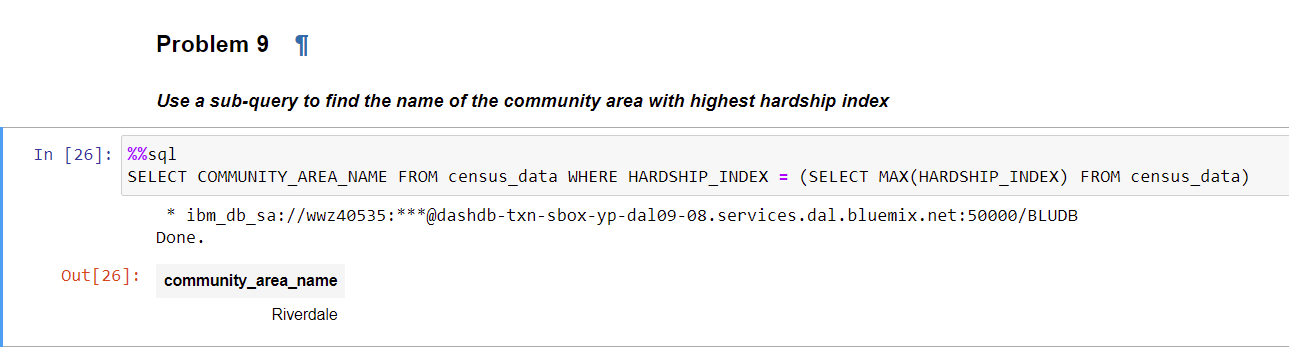 Problem 9 ¶
Use a sub-query to find the name of the community area with highest hardship index
In [26]: %%sql
SELECT COMMUNITY_AREA_NAME FROM census_data WHERE HARDSHIP_INDEX = (SELECT MAX(HARDSHIP_INDEX) FROM census_data)
* ibm_db_sa://wwz40535:***@dashdb-txn-sbox-yp-dal09-08.services.dal.bluemix.net:50000/BLUDB
Done.
Out[26]: community_area_name
Riverdale